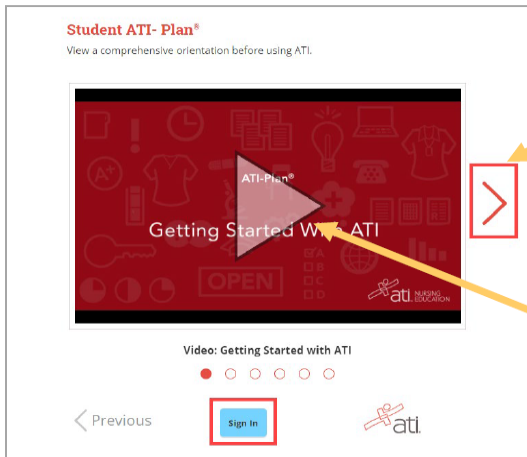 Student ATI- Plan®
View a comprehensive orientation before using ATI.
A+
ATI-Plan®
Getting Started With ATI
A
B
C
D
OPEN
ati NURSING
EDUCATION
Video: Getting Started with ATI
Previous
Sign In
ati